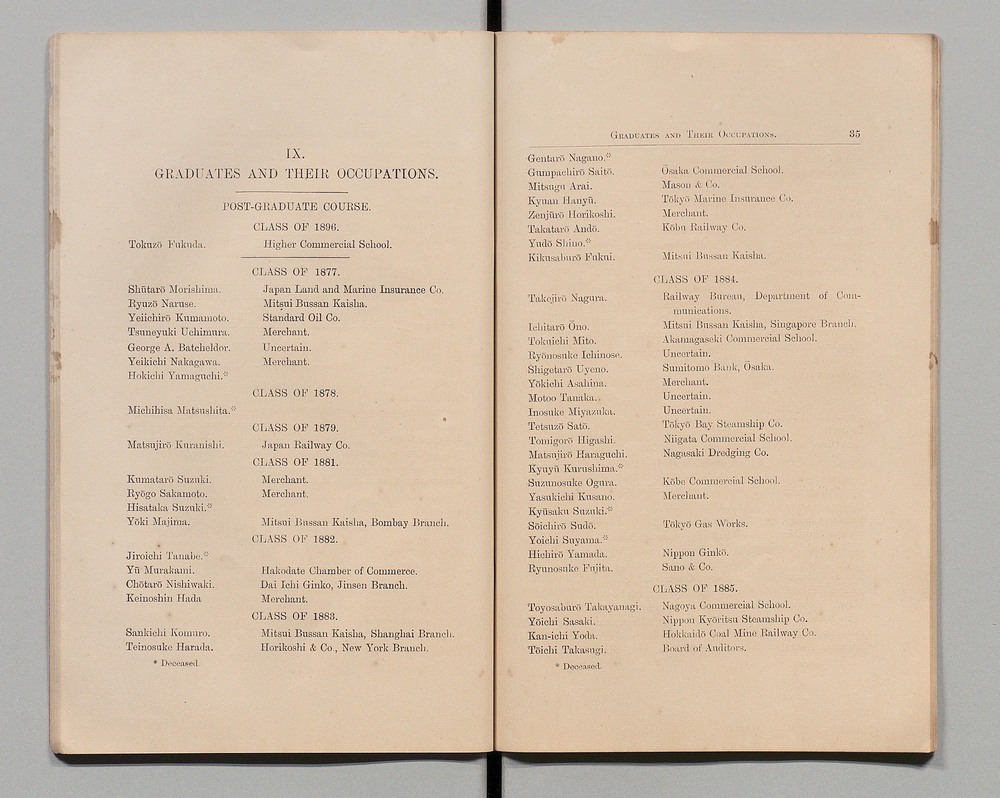 IX.
GRADUATES AND THEIR OCCUPATIONS.
POST-GRADUATE COURSE.
CLASS OF 1896.
Tokuzō Fukuda. Higher Commercial School.
CLASS OF 1877.
Shūtarō Morishima. Japan Land and Marine Insurance Co.
Ryuzō Naruse. Mitsui Bussan Kaisha.
Yeiichirō Kumamoto. Standard Oil Co.
Tsuneyuki Uchimura. Merchant.
George A. Batcheldor. Uncertain.
Yeikichi Nakagawa. Merchant.
Hokichi Yamaguchi.*
CLASS OF 1878.
Michihisa Matsushita.*
CLASS OF 1879.
Matsujirō Kuranishi. Japan Railway Co.
CLASS OF 1881.
Kumatarō Suzuki. Merchant.
Ryōgo Sakamoto. Merchant.
Hisataka Suzuki.*
Yōki Majima. Mitsui Bussan Kaisha, Bombay Branch.
CLASS OF 1882.
Jiroichi Tanabe.*
Yū Murakami. Hakodate Chamber of Commerce.
Chōtarō Nishiwaki. Dai Ichi Ginko, Jinsen Branch.
Keinoshin Hada Merchant.
CLASS OF 1883.
Sankichi Komuro. Mitsui Bussan Kaisha, Shanghai Branch.
Teinosuke Harada. Horikoshi & Co., New York Branch.
* Deceased.
GRADUATES AND THEIR OCCUPATIONS. 35
Gentarō Nagano.*
Gumpachirō Saitō. Ōsaka Commercial School.
Mitsugu Arai. Mason & Co.
Kyuan Hanyū. Tōkyō Marine Insurance Co.
Zenjūrō Horikoshi. Merchant.
Takatarō Andō. Kōbu Railway Co.
Yudō Shino.*
Kikusaburō Fukui. Mitsui Bussan Kaisha.
CLASS OF 1884.
Takejirō Nagura. Railway Bureau, Department of Com-
munications.
Ichitarō Ōno. Mitsui Bussan Kaisha, Singapore Branch.
Tokuichi Mito. Akamagaseki Commercial School.
Ryōnosuke Ichinose. Uncertain.
Shigetarō Uyeno. Sumitomo Bank, Ōsaka.
Yōkichi Asahina. Merchant.
Motoo Tanaka. Uncertain.
Inosuke Miyazuka. Uncertain.
Tetsuzō Satō. Tōkyō Bay Steamship Co.
Tomigorō Higashi. Niigata Commercial School.
Matsujirō Haraguchi. Nagasaki Dredging Co.
Kyuyū Kurushima.*
Suzunosuke Ogura. Kōbe Commercial School.
Yasukichi Kusano. Merchant.
Kyūsaku Suzuki.*
Sōichirō Sudō. Tōkyō Gas Works.
Yoichi Suyama.*
Hichirō Yamada. Nippon Ginkō.
Ryunosuke Fujita. Sano & Co.
CLASS OF 1885.
Toyosaburō Takayanagi. Nagoya Commercial School.
Yōichi Sasaki. Nippon Kyōritsu Steamship Co.
Kan-ichi Yoda. Hokkaidō Coal Mine Railway Co.
Tōichi Takasugi. Board of Auditors.
* Deceased.